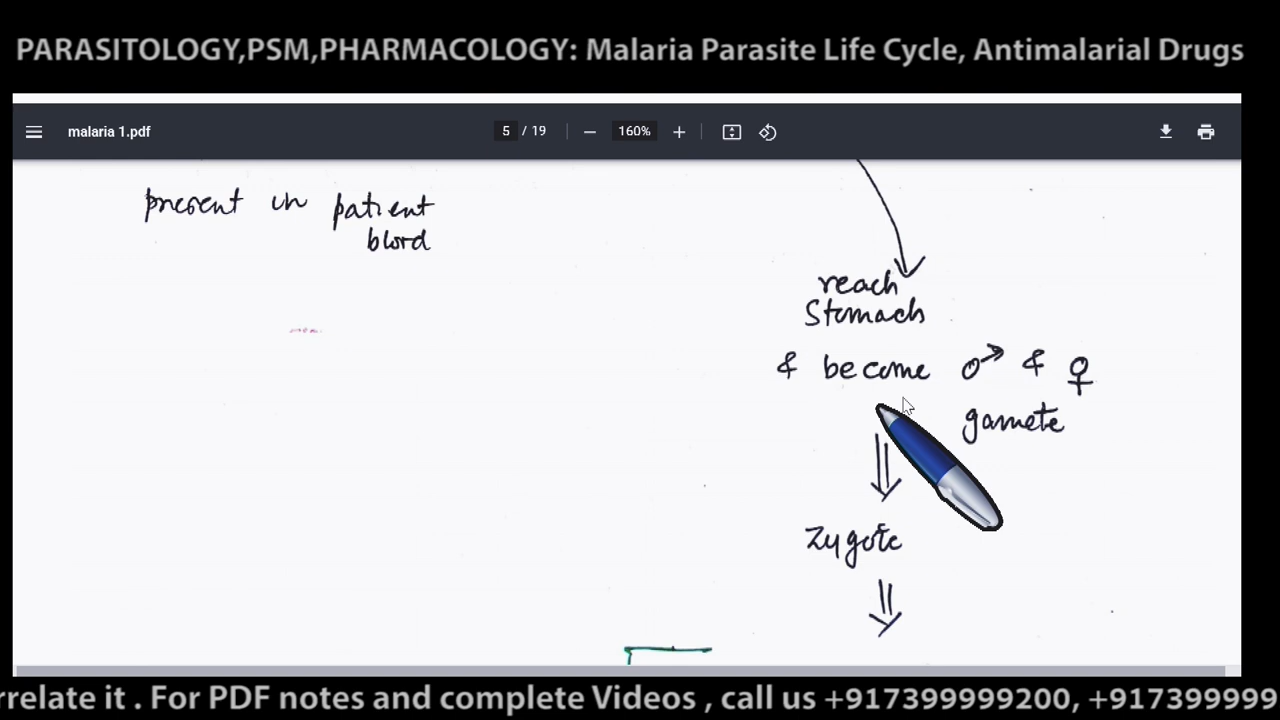 PARASITOLOGY,PSM,PHARMACOLOGY: Malaria Parasite Life Cycle, Antimalarial Drugs
malaria 1.pdf
5 / 19
160%
present in patient
blood
reach
Stomach
& become ♂ & ♀
gamete
Zygote
rrelate it . For PDF notes and complete Videos , call us +917399999200, +917399999